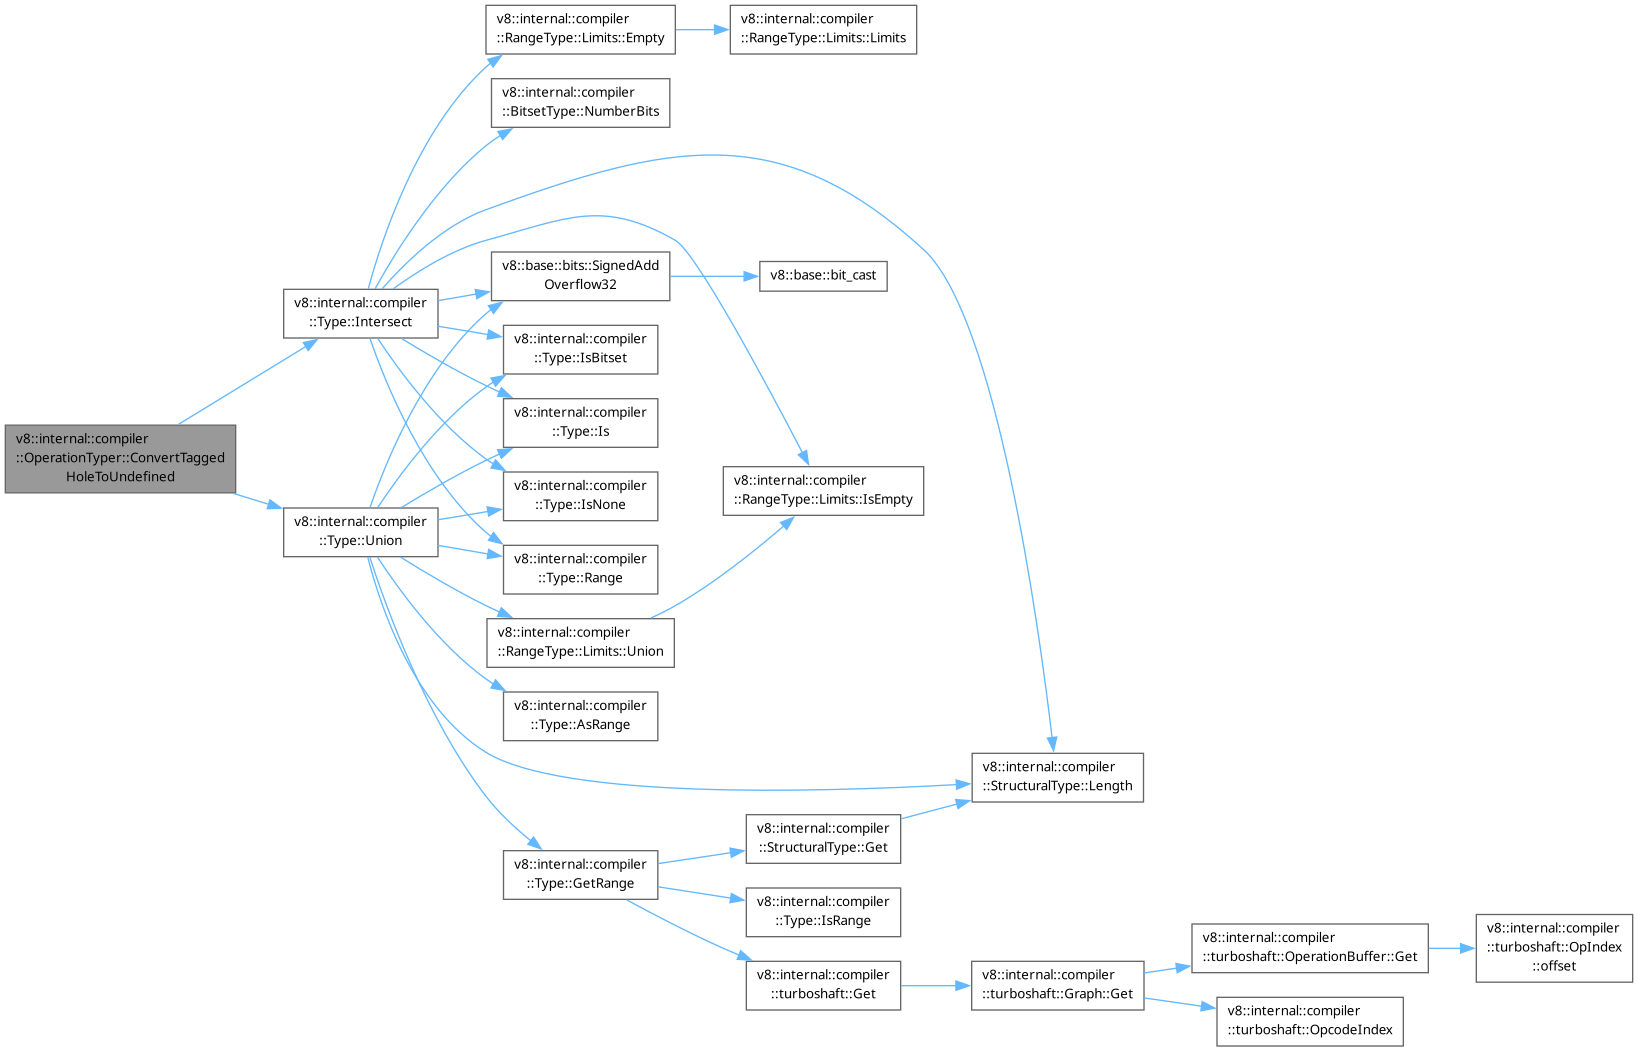 v8::internal::compiler
::OperationTyper::ConvertTagged
HoleToUndefined
v8::internal::compiler
::Type::Intersect
v8::internal::compiler
::Type::Union
v8::internal::compiler
::RangeType::Limits::Empty
v8::internal::compiler
::RangeType::Limits::Limits
v8::internal::compiler
::BitsetType::NumberBits
v8::base::bits::SignedAdd
Overflow32
v8::base::bit_cast
v8::internal::compiler
::Type::IsBitset
v8::internal::compiler
::Type::Is
v8::internal::compiler
::Type::IsNone
v8::internal::compiler
::Type::Range
v8::internal::compiler
::RangeType::Limits::IsEmpty
v8::internal::compiler
::RangeType::Limits::Union
v8::internal::compiler
::Type::AsRange
v8::internal::compiler
::StructuralType::Length
v8::internal::compiler
::Type::GetRange
v8::internal::compiler
::StructuralType::Get
v8::internal::compiler
::Type::IsRange
v8::internal::compiler
::turboshaft::Get
v8::internal::compiler
::turboshaft::Graph::Get
v8::internal::compiler
::turboshaft::OperationBuffer::Get
v8::internal::compiler
::turboshaft::OpIndex
::offset
v8::internal::compiler
::turboshaft::OpcodeIndex